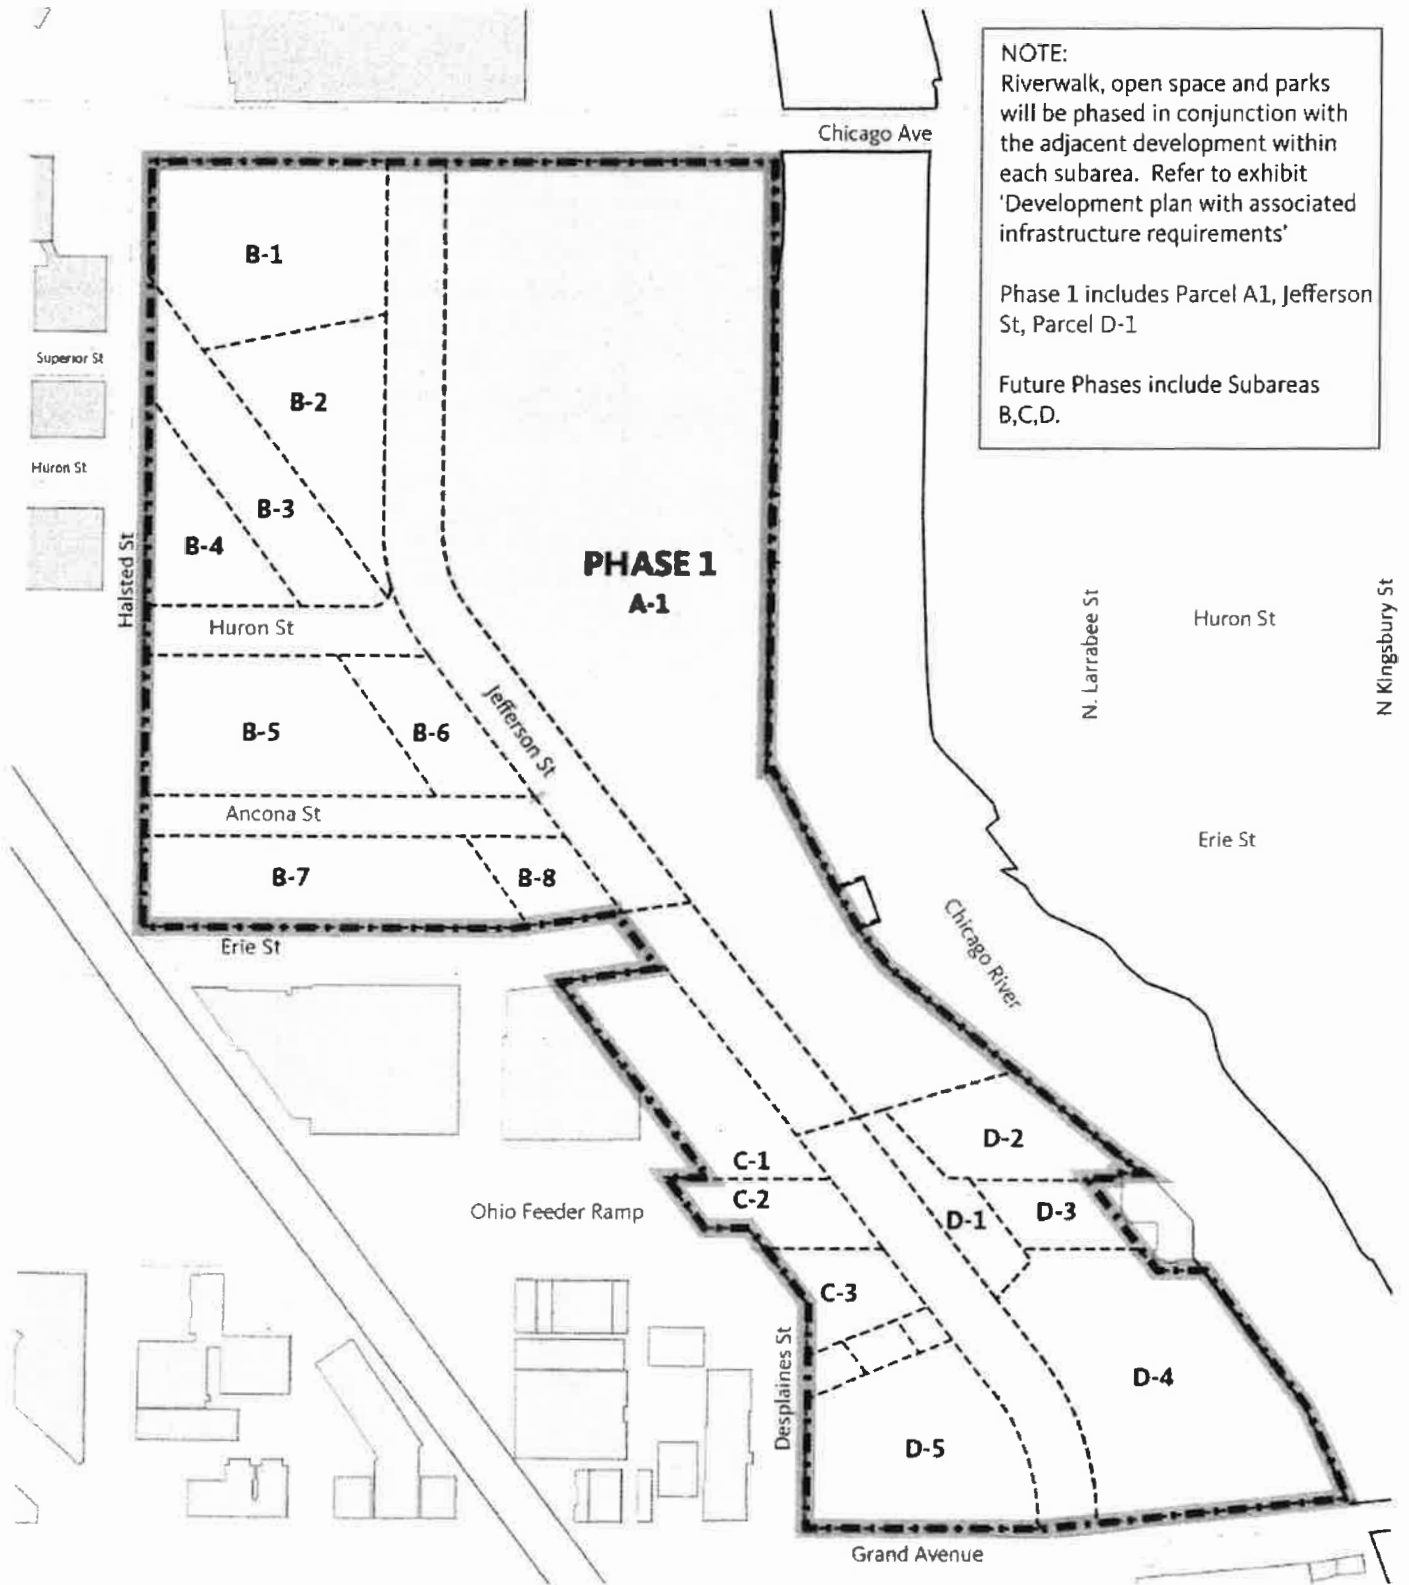 Chicago Ave
NOTE:
Riverwalk, open space and parks
will be phased in conjunction with
the adjacent development within
each subarea. Refer to exhibit
'Development plan with associated
infrastructure requirements'
Phase 1 includes Parcel A1, Jefferson
St, Parcel D-1
Future Phases include Subareas
B,C,D.
B-1
Superior St
B-2
Huron St
B-3
B-4
Halsted St
PHASE 1
A-1
Huron St
N. Larrabee St
Huron St
N Kingsbury St
Jefferson St
B-5
B-6
Ancona St
Erie St
B-7
B-8
Erie St
Chicago River
D-2
C-1
C-2
Ohio Feeder Ramp
D-1
D-3
C-3
Desplaines St
D-4
D-5
Grand Avenue